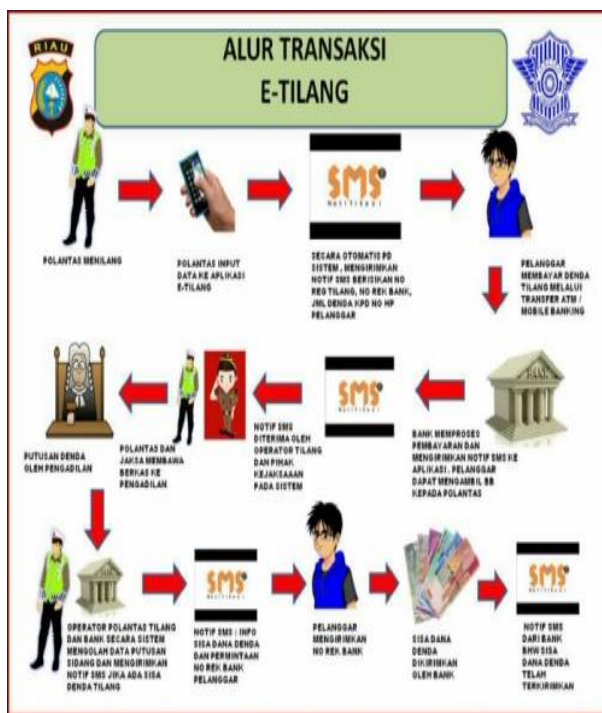 RIAU
ALUR TRANSAKSI
E-TILANG
POLANTAS MENILANG
POLANTAS INPUT
DATA KE APLIKASI
E-TILANG
SMS
Notifikasi
SECARA OTOMATIS PD
SISTEM, MENGIRIMKAN
NOTIF SMS BERISIKAN NO
REG TILANG, NO REK BANK,
JML DENDA KPD NO HP
PELANGGAR
PELANGGAR
MEMBAYAR DENDA
TILANG MELALUI
TRANSFER ATM /
MOBILE BANKING
BANK
BANK MEMPROSES
PEMBAYARAN DAN
MENGIRIMKAN NOTIF SMS KE
APLIKASI, PELANGGAR
DAPAT MENGAMBIL BB
KEPADA POLANTAS
SMS
Notifikasi
NOTIF SMS
DITERIMA OLEH
OPERATOR TILANG
DAN PIHAK
KEJAKSAAAN
PADA SISTEM
POLANTAS DAN
JAKSA MEMBAWA
BERKAS KE
PENGADILAN
PUTUSAN DENDA
OLEH PENGADILAN
OPERATOR POLANTAS TILANG
DAN BANK SECARA SISTEM
MENGOLAH DATA PUTUSAN
SIDANG DAN MENGIRIMKAN
NOTIF SMS JIKA ADA SISA
DENDA TILANG
SMS
Notifikasi
NOTIF SMS : INFO
SISA DANA DENDA
DAN PERMINTAAN
NO REK BANK
PELANGGAR
PELANGGAR
MENGIRIMKAN
NO REK BANK
SISA DANA
DENDA
DIKIRIMKAN
OLEH BANK
SMS
Notifikasi
NOTIF SMS
DARI BANK
BHW SISA
DANA DENDA
TELAH
TERKIRIMKAN